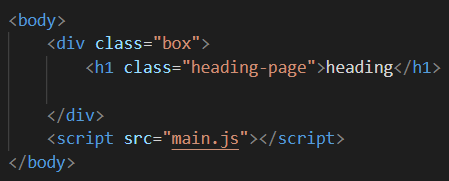 <body>
<div class="box">
<h1 class="heading-page">heading</h1>
</div>
<script src="main.js"></script>
</body>